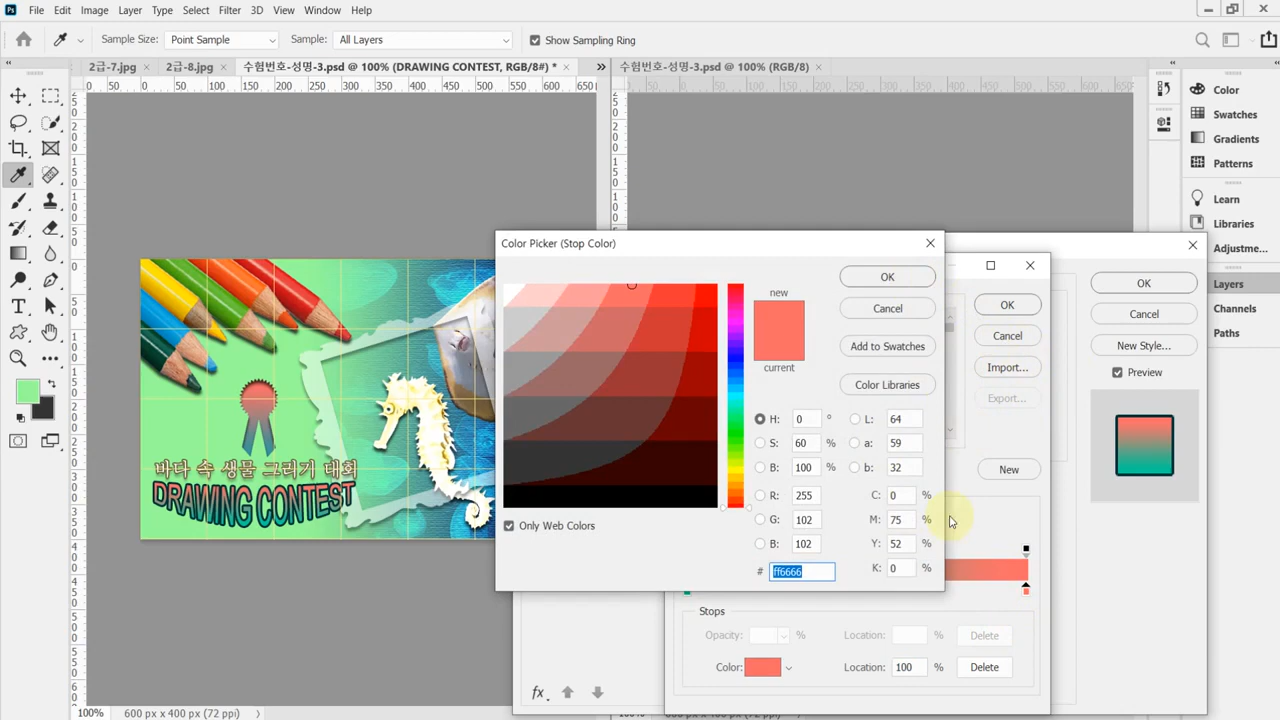 Ps File Edit Image Layer Type Select Filter 3D View Window Help
Sample Size: Point Sample Sample: All Layers Show Sampling Ring
2급-7.jpg × 2급-8.jpg × 수험번호-성명-3.psd @ 100% (DRAWING CONTEST, RGB/8#) * × » 수험번호-성명-3.psd @ 100% (RGB/8) ×
Color
Swatches
Gradients
Patterns
Learn
Libraries
Adjustme...
Layers
Channels
Paths
바다 속 생물 그리기 대회
DRAWING CONTEST
Color Picker (Stop Color)
new
current
OK
Cancel
Add to Swatches
Color Libraries
H: 0 ° L: 64
S: 60 % a: 59
B: 100 % b: 32
R: 255 C: 0 %
G: 102 M: 75 %
B: 102 Y: 52 %
# ff6666 K: 0 %
Only Web Colors
OK
Cancel
Import...
Export...
New
Stops
Opacity: % Location: % Delete
Color: Location: 100 % Delete
OK
Cancel
New Style...
Preview
fx
100% 600 px x 400 px (72 ppi)